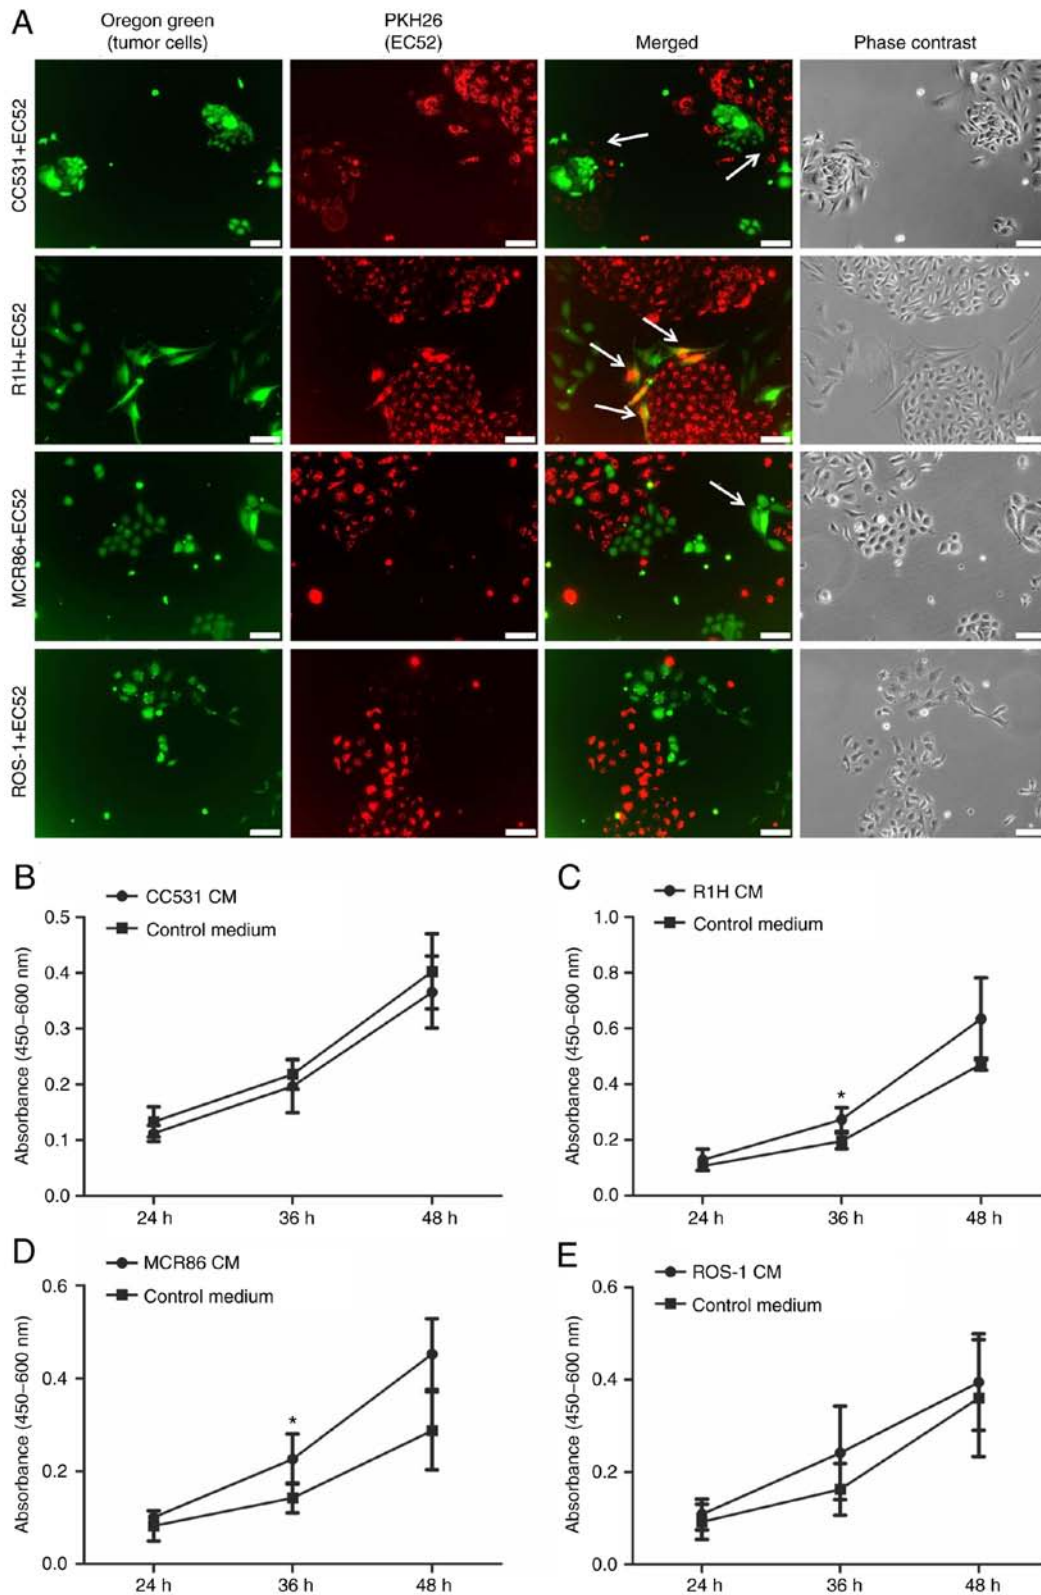 A
Oregon green
(tumor cells)
PKH26
(EC52)
Merged
Phase contrast
CC531+EC52
R1H+EC52
MCR86+EC52
ROS-1+EC52
B
CC531 CM
Control medium
Absorbance (450–600 nm)
0.5
0.4
0.3
0.2
0.1
0.0
24 h
36 h
48 h
C
R1H CM
Control medium
Absorbance (450–600 nm)
1.0
0.8
0.6
0.4
0.2
0.0
*
24 h
36 h
48 h
D
MCR86 CM
Control medium
Absorbance (450–600 nm)
0.6
0.4
0.2
0.0
*
24 h
36 h
48 h
E
ROS-1 CM
Control medium
Absorbance (450–600 nm)
0.6
0.4
0.2
0.0
24 h
36 h
48 h